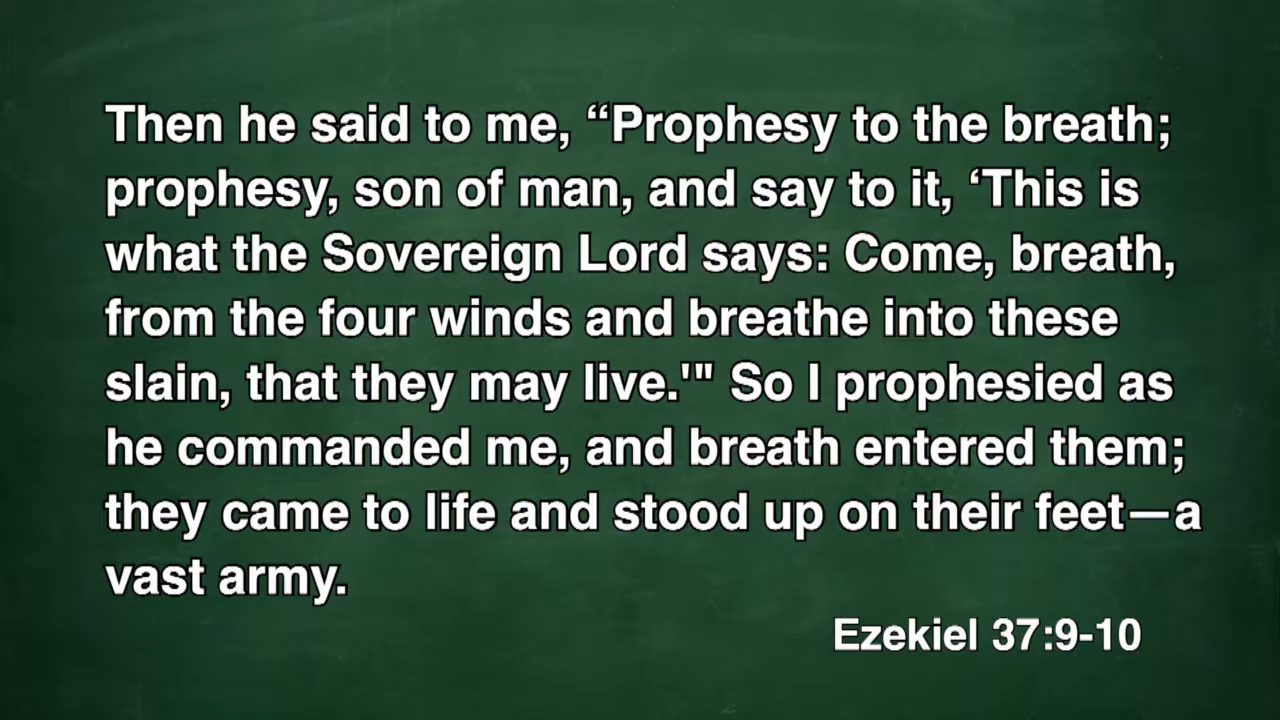 Then he said to me, “Prophesy to the breath;
prophesy, son of man, and say to it, ‘This is
what the Sovereign Lord says: Come, breath,
from the four winds and breathe into these
slain, that they may live.'" So I prophesied as
he commanded me, and breath entered them;
they came to life and stood up on their feet—a
vast army.
Ezekiel 37:9-10